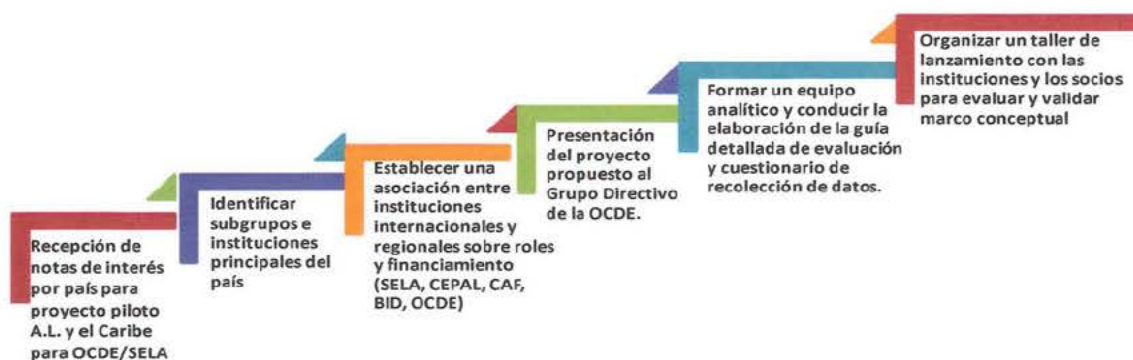 Recepción de
notas de interés
por país para
proyecto piloto
A.L. y el Caribe
para OCDE/SELA
Identificar
subgrupos e
instituciones
principales del
país
Establecer una
asociación entre
instituciones
internacionales y
regionales sobre roles
y financiamiento
(SELA, CEPAL, CAF,
BID, OCDE)
Presentación
del proyecto
propuesto al
Grupo Directivo
de la OCDE.
Formar un equipo
analítico y conducir la
elaboración de la guía
detallada de evaluación
y cuestionario de
recolección de datos.
Organizar un taller de
lanzamiento con las
instituciones y los socios
para evaluar y validar
marco conceptual